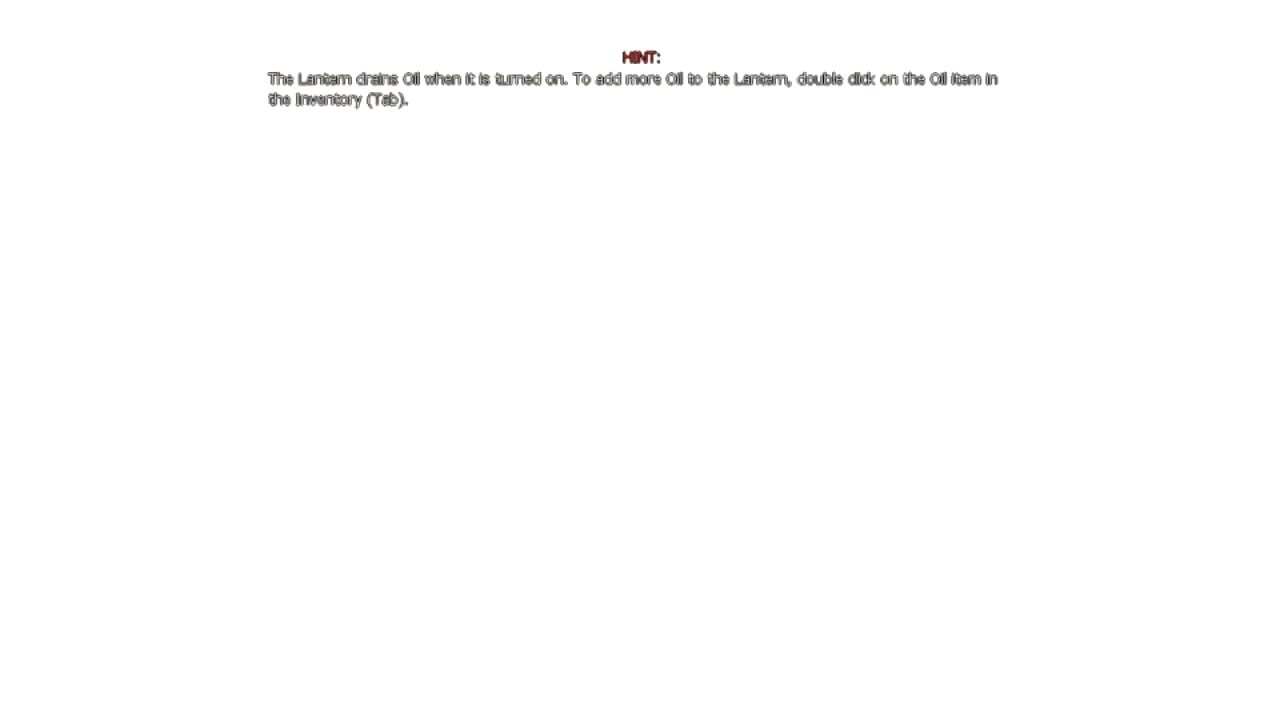 HINT:
The Lantern drains Oil when it is turned on. To add more Oil to the Lantern, double click on the Oil item in
the Inventory (Tab).